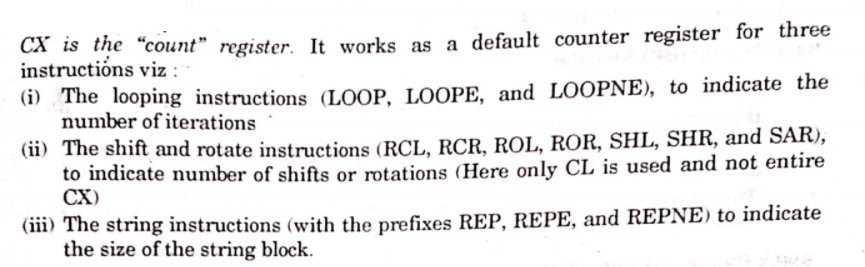 CX is the “count” register. It works as a default counter register for three
instructions viz :
(i) The looping instructions (LOOP, LOOPE, and LOOPNE), to indicate the
number of iterations
(ii) The shift and rotate instructions (RCL, RCR, ROL, ROR, SHL, SHR, and SAR),
to indicate number of shifts or rotations (Here only CL is used and not entire
CX)
(iii) The string instructions (with the prefixes REP, REPE, and REPNE) to indicate
the size of the string block.